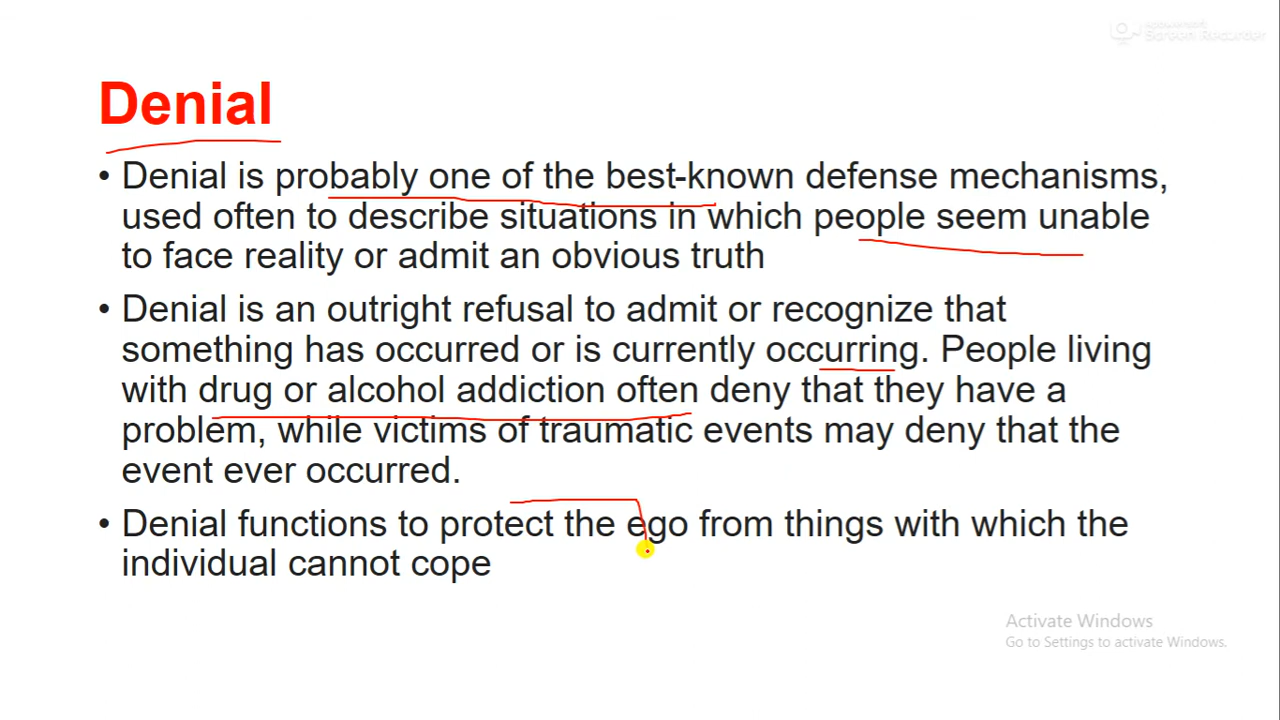 Screen Recorder
Denial
• Denial is probably one of the best-known defense mechanisms,
used often to describe situations in which people seem unable
to face reality or admit an obvious truth
• Denial is an outright refusal to admit or recognize that
something has occurred or is currently occurring. People living
with drug or alcohol addiction often deny that they have a
problem, while victims of traumatic events may deny that the
event ever occurred.
• Denial functions to protect the ego from things with which the
individual cannot cope
Activate Windows
Go to Settings to activate Windows.